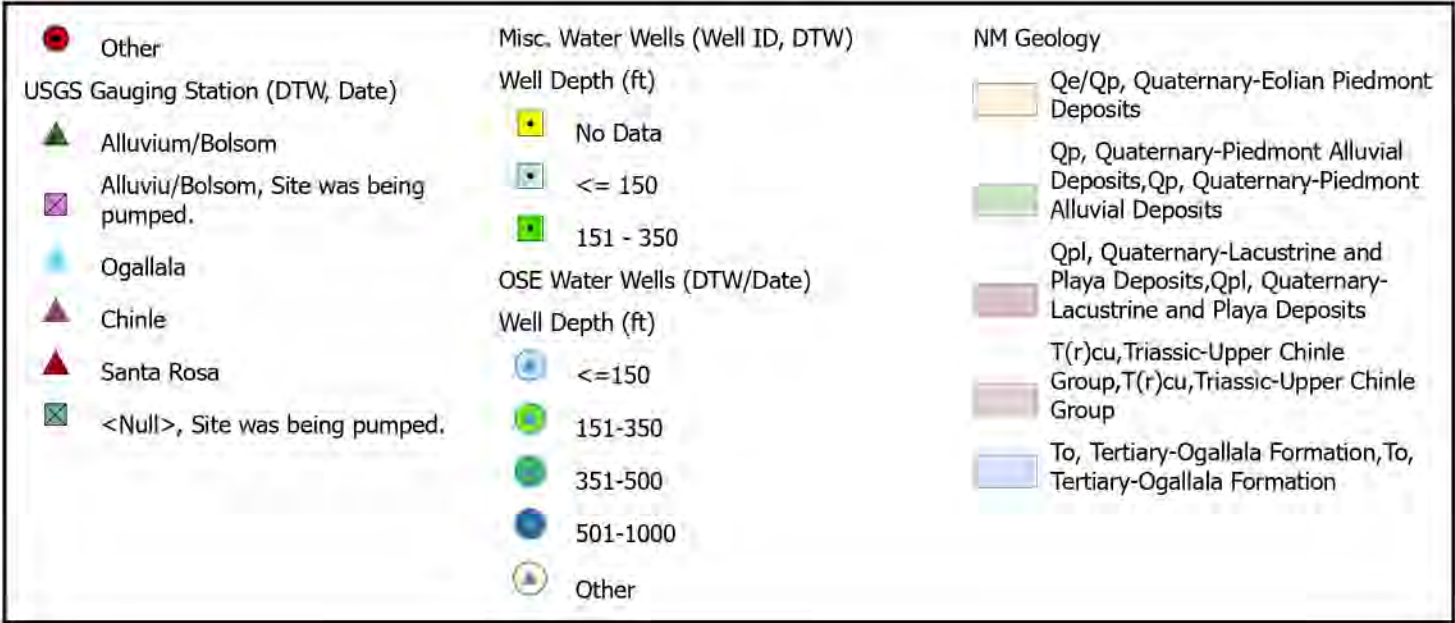 Other
USGS Gauging Station (DTW, Date)
Alluvium/Bolsom
Alluviu/Bolsom, Site was being
pumped.
Ogallala
Chinle
Santa Rosa
<Null>, Site was being pumped.
Misc. Water Wells (Well ID, DTW)
Well Depth (ft)
No Data
<= 150
151 - 350
OSE Water Wells (DTW/Date)
Well Depth (ft)
<=150
151-350
351-500
501-1000
Other
NM Geology
Qe/Qp, Quaternary-Eolian Piedmont
Deposits
Qp, Quaternary-Piedmont Alluvial
Deposits,Qp, Quaternary-Piedmont
Alluvial Deposits
Qpl, Quaternary-Lacustrine and
Playa Deposits,Qpl, Quaternary-
Lacustrine and Playa Deposits
T(r)cu,Triassic-Upper Chinle
Group,T(r)cu,Triassic-Upper Chinle
Group
To, Tertiary-Ogallala Formation,To,
Tertiary-Ogallala Formation